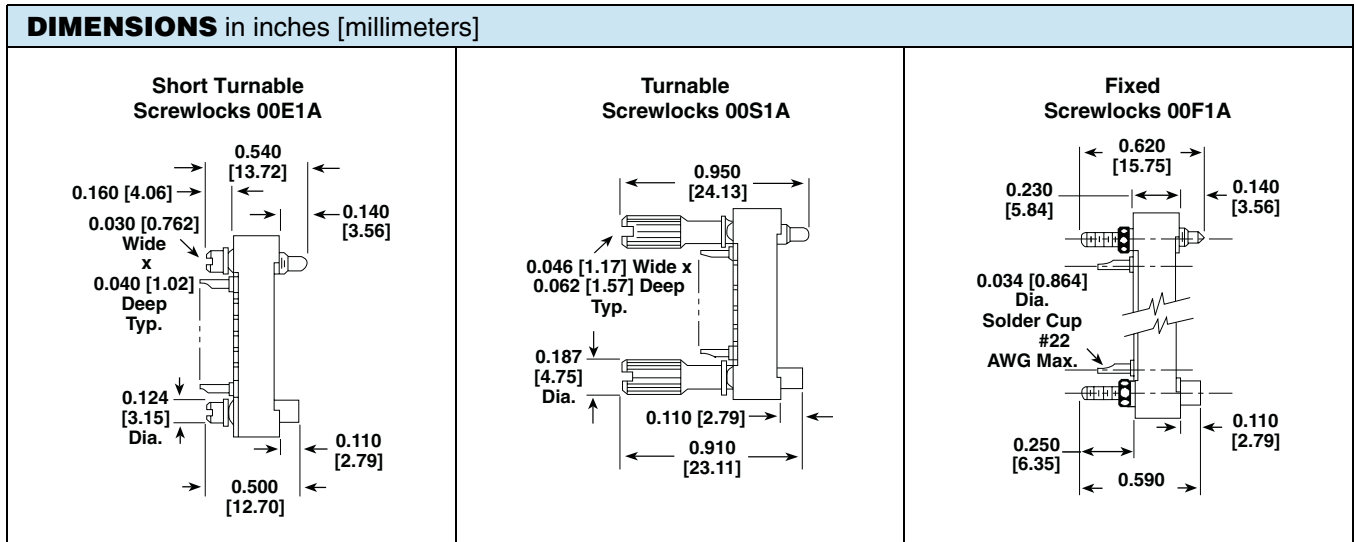 DIMENSIONS in inches [millimeters]
Short Turnable
Screwlocks 00E1A
0.540
[13.72]
0.160 [4.06]
0.140
[3.56]
0.030 [0.762]
Wide
x
0.040 [1.02]
Deep
Typ.
0.124
[3.15]
Dia.
0.110
[2.79]
0.500
[12.70]
Turnable
Screwlocks 00S1A
0.950
[24.13]
0.046 [1.17] Wide x
0.062 [1.57] Deep
Typ.
0.187
[4.75]
Dia.
0.110 [2.79]
0.910
[23.11]
Fixed
Screwlocks 00F1A
0.620
[15.75]
0.230
[5.84]
0.140
[3.56]
0.034 [0.864]
Dia.
Solder Cup
#22
AWG Max.
0.110
[2.79]
0.250
[6.35]
0.590